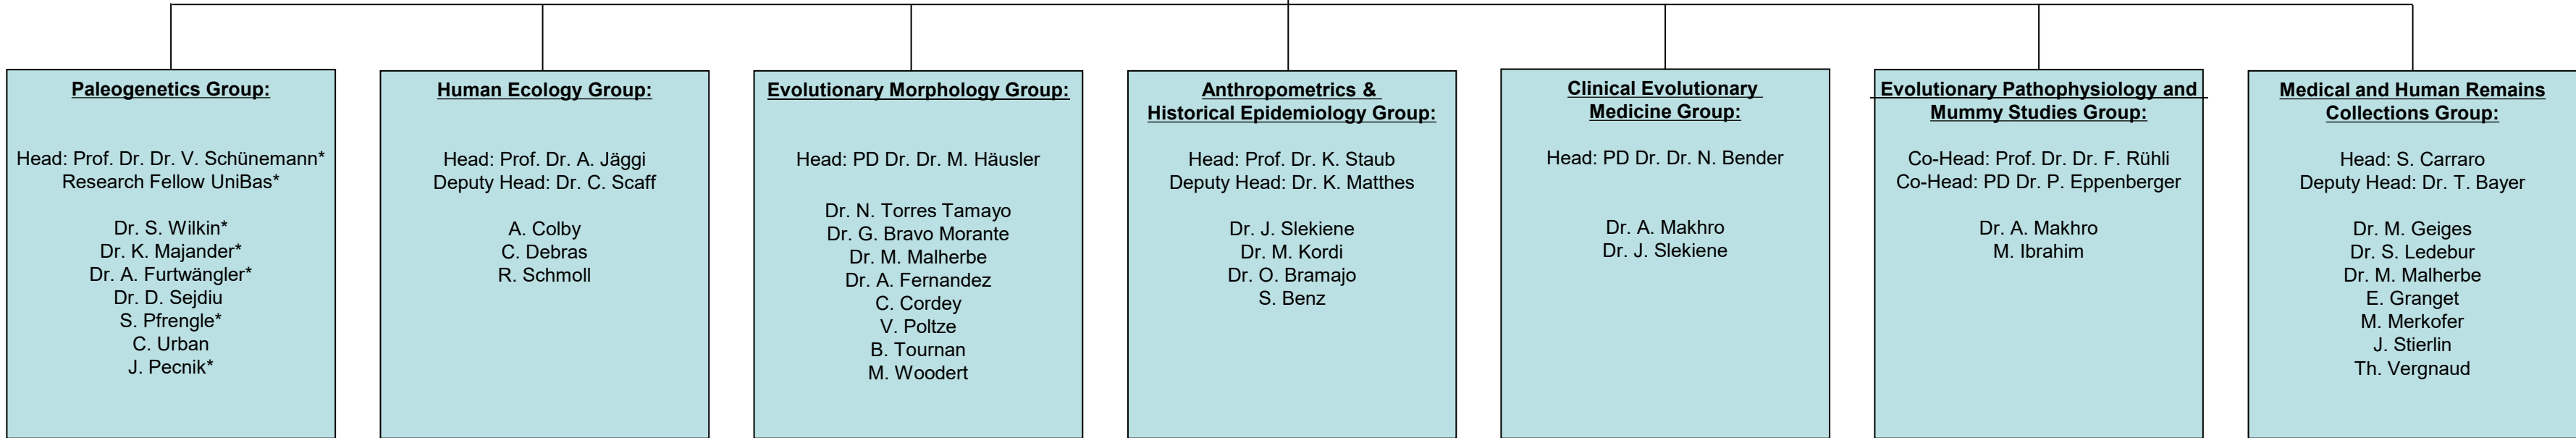 Paleogenetics Group:
Head: Prof. Dr. Dr. V. Schünemann*
Research Fellow UniBas*
Dr. S. Wilkin*
Dr. K. Majander*
Dr. A. Furtwängler*
Dr. D. Sejdiu
S. Pfrengle*
C. Urban
J. Pecnik*
Human Ecology Group:
Head: Prof. Dr. A. Jäggi
Deputy Head: Dr. C. Scaff
A. Colby
C. Debras
R. Schmoll
Evolutionary Morphology Group:
Head: PD Dr. Dr. M. Häusler
Dr. N. Torres Tamayo
Dr. G. Bravo Morante
Dr. M. Malherbe
Dr. A. Fernandez
C. Cordey
V. Poltze
B. Tournan
M. Woodert
Anthropometrics &
Historical Epidemiology Group:
Head: Prof. Dr. K. Staub
Deputy Head: Dr. K. Matthes
Dr. J. Slekiene
Dr. M. Kordi
Dr. O. Bramajo
S. Benz
Clinical Evolutionary
Medicine Group:
Head: PD Dr. Dr. N. Bender
Dr. A. Makhro
Dr. J. Slekiene
Evolutionary Pathophysiology and
Mummy Studies Group:
Co-Head: Prof. Dr. Dr. F. Rühli
Co-Head: PD Dr. P. Eppenberger
Dr. A. Makhro
M. Ibrahim
Medical and Human Remains
Collections Group:
Head: S. Carraro
Deputy Head: Dr. T. Bayer
Dr. M. Geiges
Dr. S. Ledebur
Dr. M. Malherbe
E. Granget
M. Merkofer
J. Stierlin
Th. Vergnaud